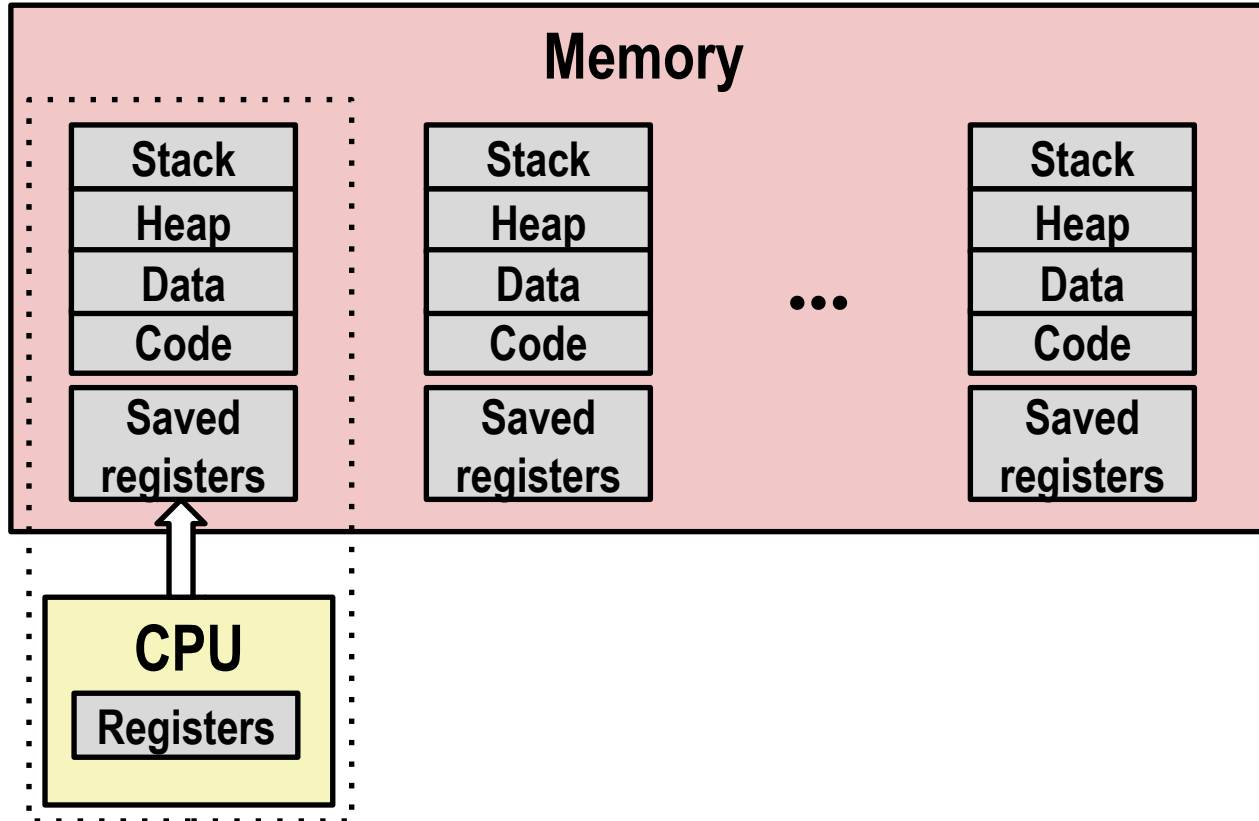 Memory
Stack
Heap
Data
Code
Saved
registers
Stack
Heap
Data
Code
Saved
registers
...
Stack
Heap
Data
Code
Saved
registers
CPU
Registers